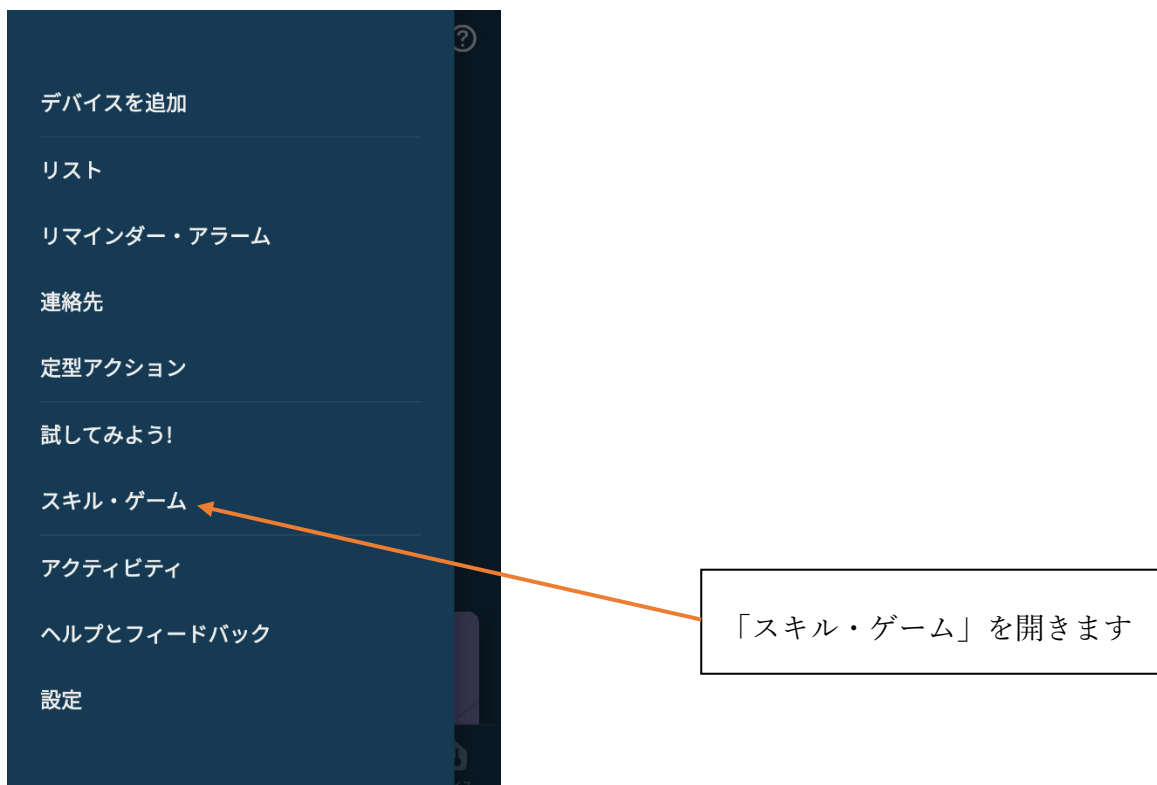 ?
デバイスを追加
リスト
リマインダー・アラーム
連絡先
定型アクション
試してみよう!
スキル・ゲーム
アクティビティ
ヘルプとフィードバック
設定
「スキル・ゲーム」を開きます